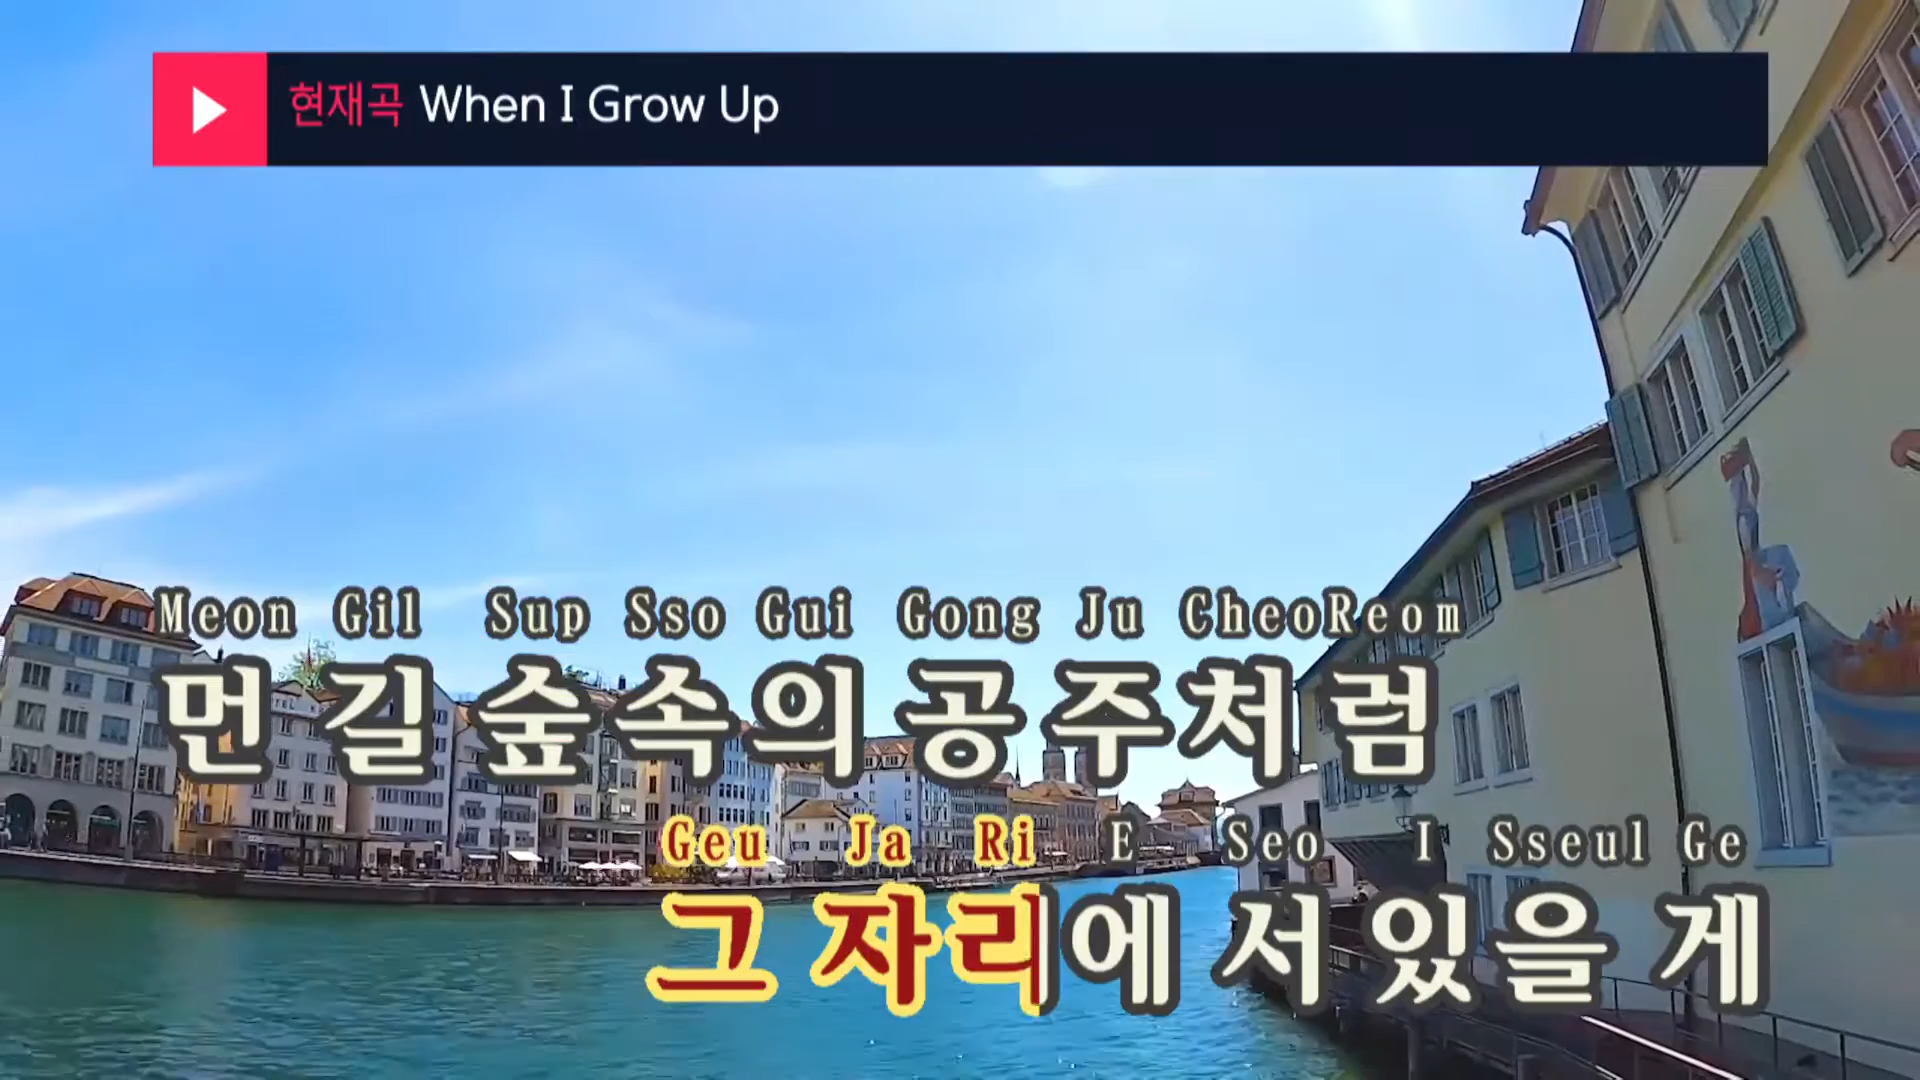 현재곡 When I Grow Up
Meon Gil Sup Sso Gui Gong Ju CheoReom
먼 길 숲 속의 공주처럼
Geu Ja Ri E Seo I Sseul Ge
그 자리에 서 있을 게